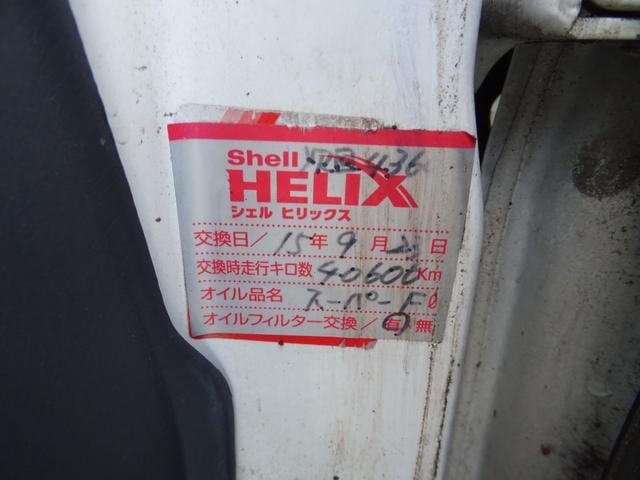 Shell
HELIX
シェル ヒリックス
交換日/15年9月 日
交換時走行キロ数 40600Km
オイル品名 スーパーF ℓ
オイルフィルター交換/有 無